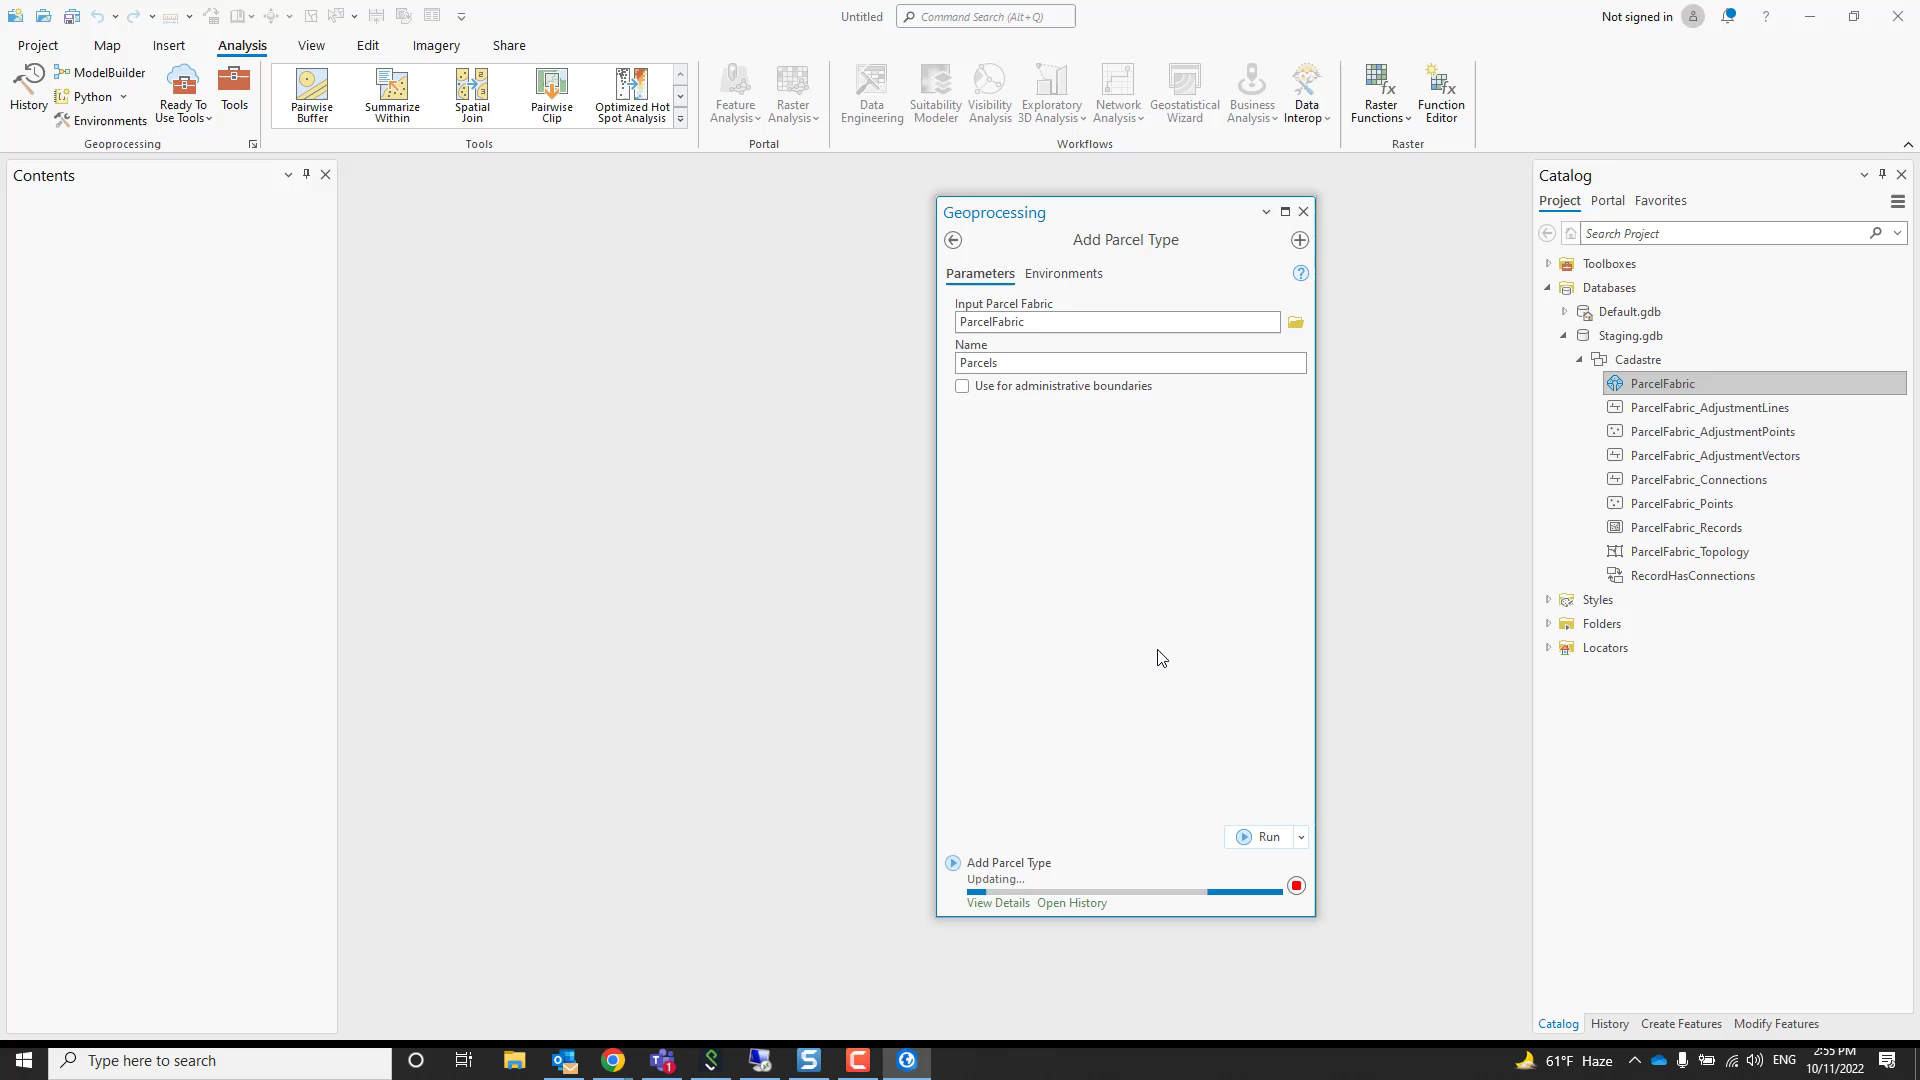 Untitled
Command Search (Alt+Q)
Not signed in
?
Project
Map
Insert
Analysis
View
Edit
Imagery
Share
History
ModelBuilder
Python
Environments
Ready To
Use Tools
Tools
Geoprocessing
Pairwise
Buffer
Summarize
Within
Spatial
Join
Pairwise
Clip
Optimized Hot
Spot Analysis
Tools
Feature
Analysis
Raster
Analysis
Portal
Data
Engineering
Suitability
Modeler
Visibility
Analysis
Exploratory
3D Analysis
Network
Analysis
Geostatistical
Wizard
Business
Analysis
Data
Interop
Workflows
Raster
Functions
Function
Editor
Raster
Contents
Geoprocessing
Add Parcel Type
Parameters
Environments
?
Input Parcel Fabric
ParcelFabric
Name
Parcels
Use for administrative boundaries
Run
Add Parcel Type
Updating...
View Details
Open History
Catalog
Project
Portal
Favorites
Search Project
Toolboxes
Databases
Default.gdb
Staging.gdb
Cadastre
ParcelFabric
ParcelFabric_AdjustmentLines
ParcelFabric_AdjustmentPoints
ParcelFabric_AdjustmentVectors
ParcelFabric_Connections
ParcelFabric_Points
ParcelFabric_Records
ParcelFabric_Topology
RecordHasConnections
Styles
Folders
Locators
Catalog
History
Create Features
Modify Features
Type here to search
61°F Haze
ENG
2:55 PM
10/11/2022